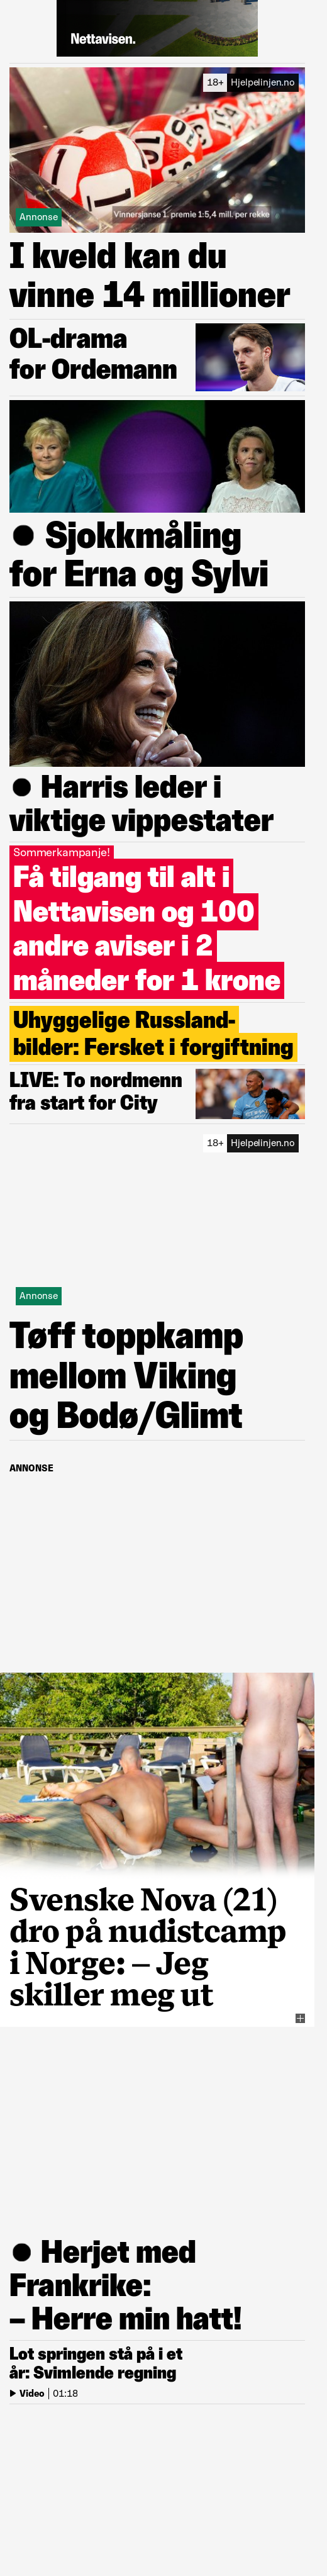 Nettavisen.
18+ Hjelpelinjen.no
Annonse
Vinnersjanse 1. premie 1:5,4 mill. per rekke
I kveld kan du
vinne 14 millioner
OL-drama
for Ordemann
Sjokkmåling
for Erna og Sylvi
Harris leder i
viktige vippestater
Sommerkampanje!
Få tilgang til alt i
Nettavisen og 100
andre aviser i 2
måneder for 1 krone
Uhyggelige Russland-
bilder: Fersket i forgiftning
LIVE: To nordmenn
fra start for City
18+ Hjelpelinjen.no
Annonse
Tøff toppkamp
mellom Viking
og Bodø/Glimt
ANNONSE
Svenske Nova (21)
dro på nudistcamp
i Norge: – Jeg
skiller meg ut
Herjet med
Frankrike:
– Herre min hatt!
Lot springen stå på i et
år: Svimlende regning
Video | 01:18